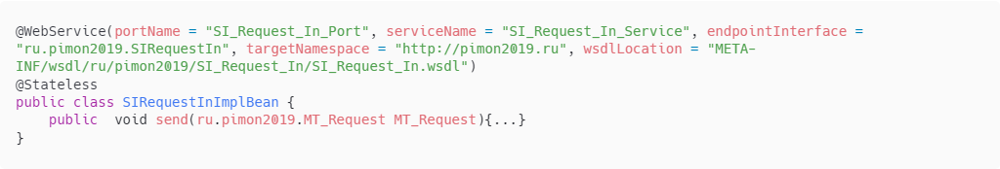 @WebService(portName = "SI_Request_In_Port", serviceName = "SI_Request_In_Service", endpointInterface =
"ru.pimon2019.SIRequestIn", targetNamespace = "http://pimon2019.ru", wsdlLocation = "META-
INF/wsdl/ru/pimon2019/SI_Request_In/SI_Request_In.wsdl")
@Stateless
public class SIRequestInImplBean {
    public  void send(ru.pimon2019.MT_Request MT_Request){...}
}